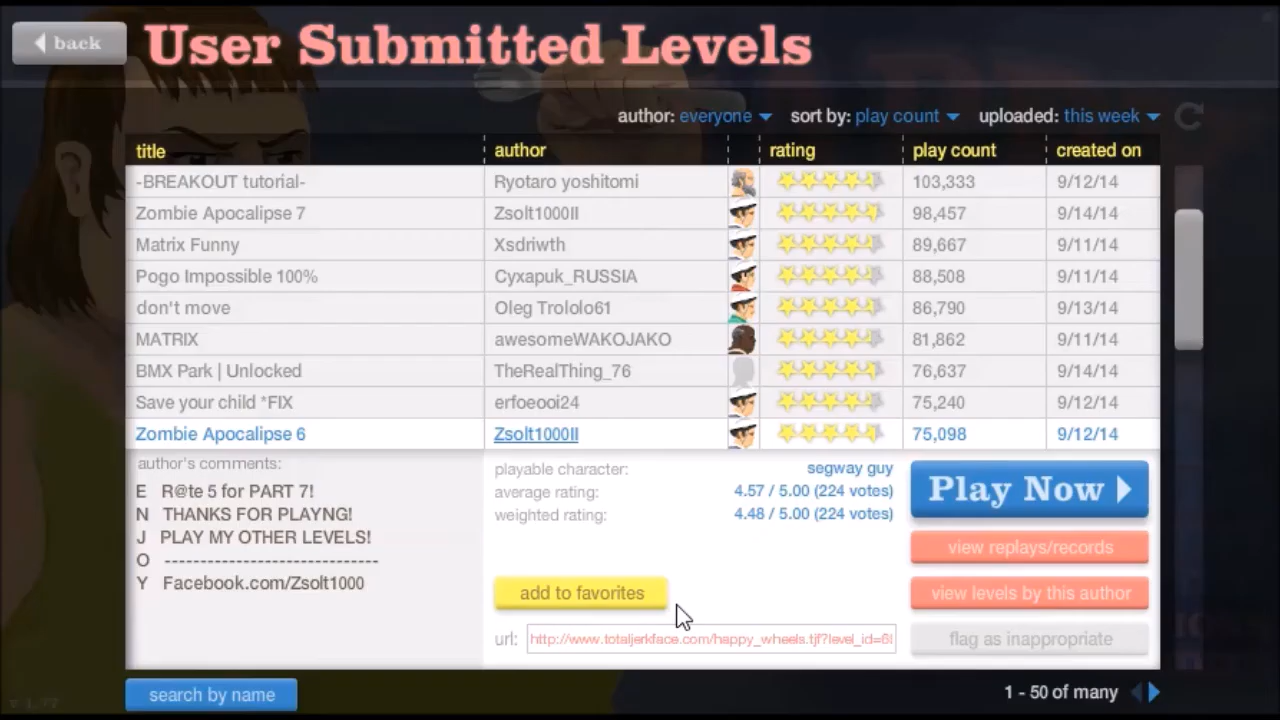 back
User Submitted Levels
author: everyone sort by: play count uploaded: this week
title author rating play count created on
-BREAKOUT tutorial- Ryotaro yoshitomi 103,333 9/12/14
Zombie Apocalipse 7 Zsolt1000II 98,457 9/14/14
Matrix Funny Xsdriwth 89,667 9/11/14
Pogo Impossible 100% Cyxapuk_RUSSIA 88,508 9/11/14
don't move Oleg Trololo61 86,790 9/13/14
MATRIX awesomeWAKOJAKO 81,862 9/11/14
BMX Park | Unlocked TheRealThing_76 76,637 9/14/14
Save your child *FIX erfoeooi24 75,240 9/12/14
Zombie Apocalipse 6 Zsolt1000II 75,098 9/12/14
author's comments:
E R@te 5 for PART 7!
N THANKS FOR PLAYNG!
J PLAY MY OTHER LEVELS!
O -----------------------------
Y Facebook.com/Zsolt1000
playable character: segway guy
average rating: 4.57 / 5.00 (224 votes)
weighted rating: 4.48 / 5.00 (224 votes)
add to favorites
url: http://www.totaljerkface.com/happy_wheels.tjf?level_id=6
Play Now
view replays/records
view levels by this author
flag as inappropriate
search by name
1 - 50 of many